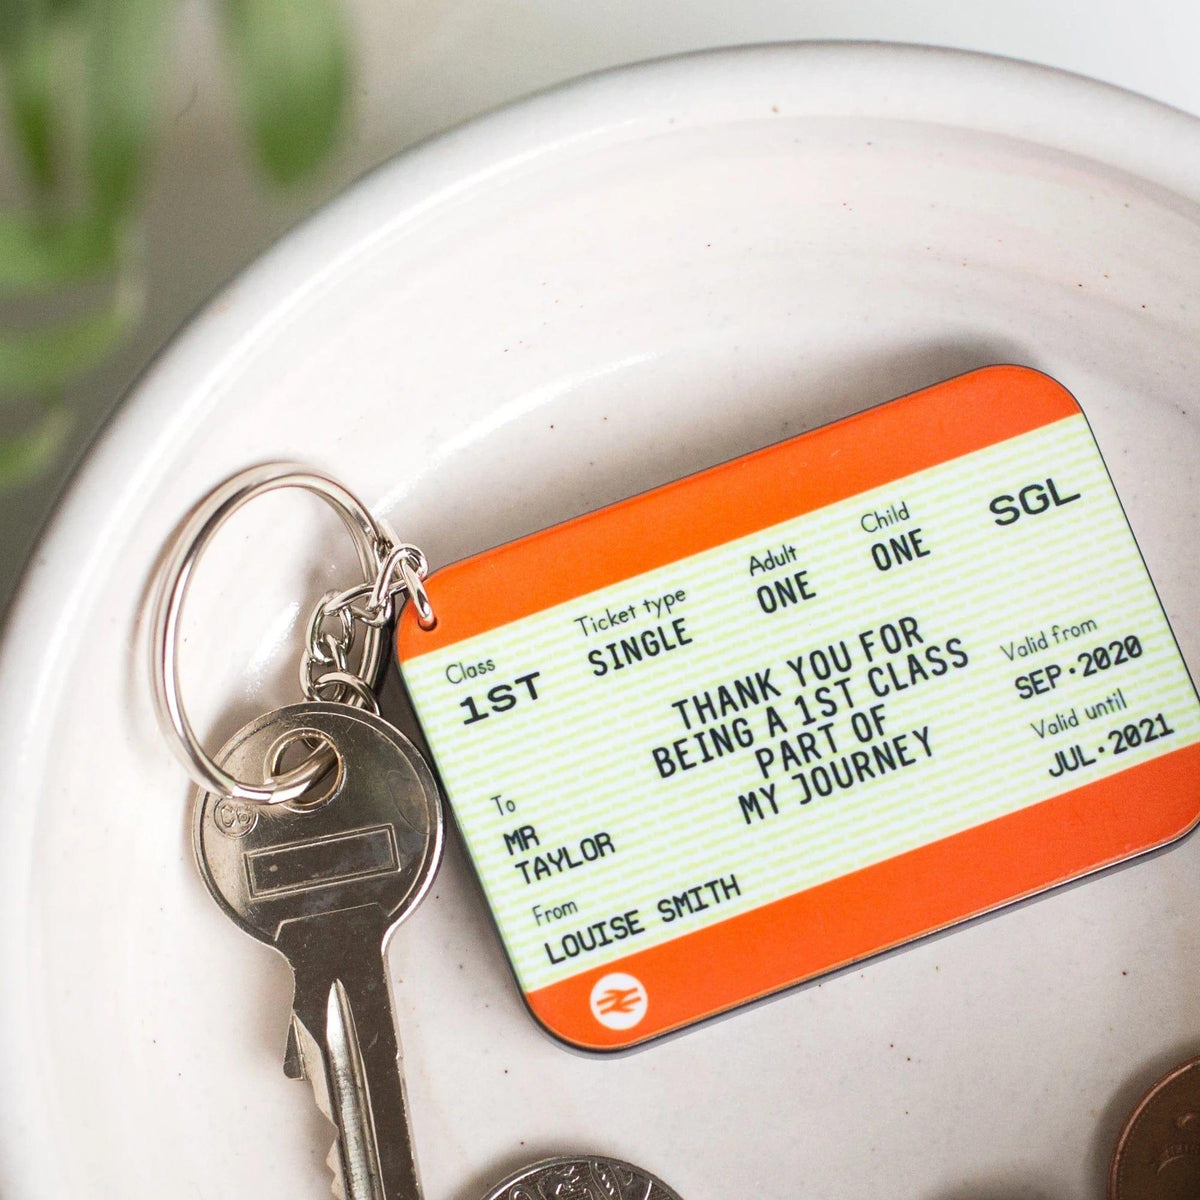 Class
1ST
Ticket type
SINGLE
Adult
ONE
Child
ONE
SGL
THANK YOU FOR
BEING A 1ST CLASS
PART OF
MY JOURNEY
Valid from
SEP·2020
Valid until
JUL·2021
To
MR
TAYLOR
From
LOUISE SMITH
C6